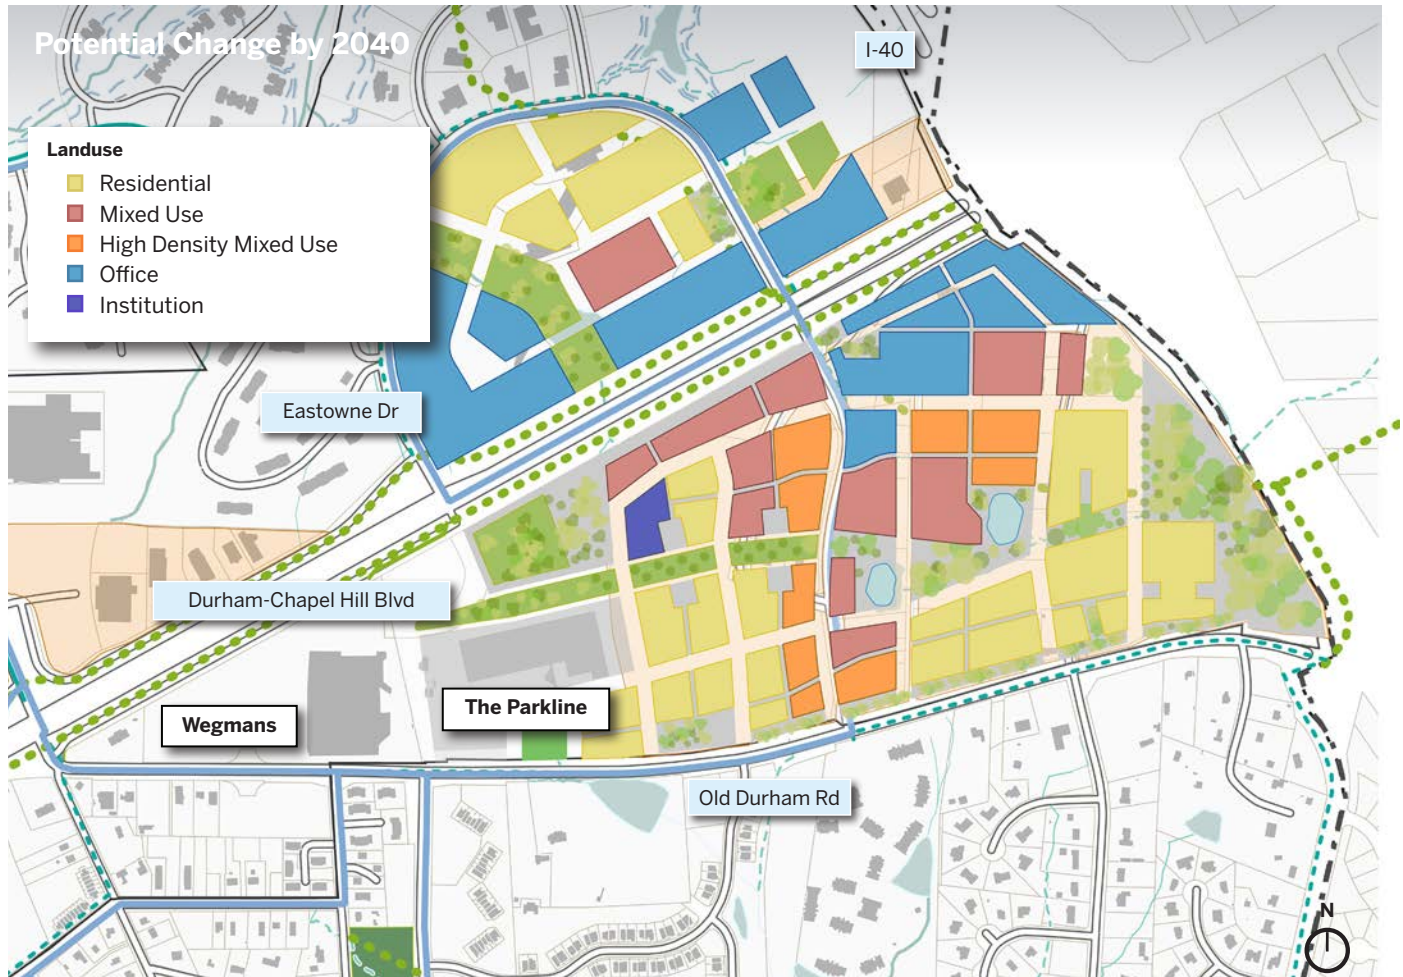 Potential Change by 2040
I-40
Landuse
Residential
Mixed Use
High Density Mixed Use
Office
Institution
Eastowne Dr
Durham-Chapel Hill Blvd
The Parkline
Wegmans
Old Durham Rd
N